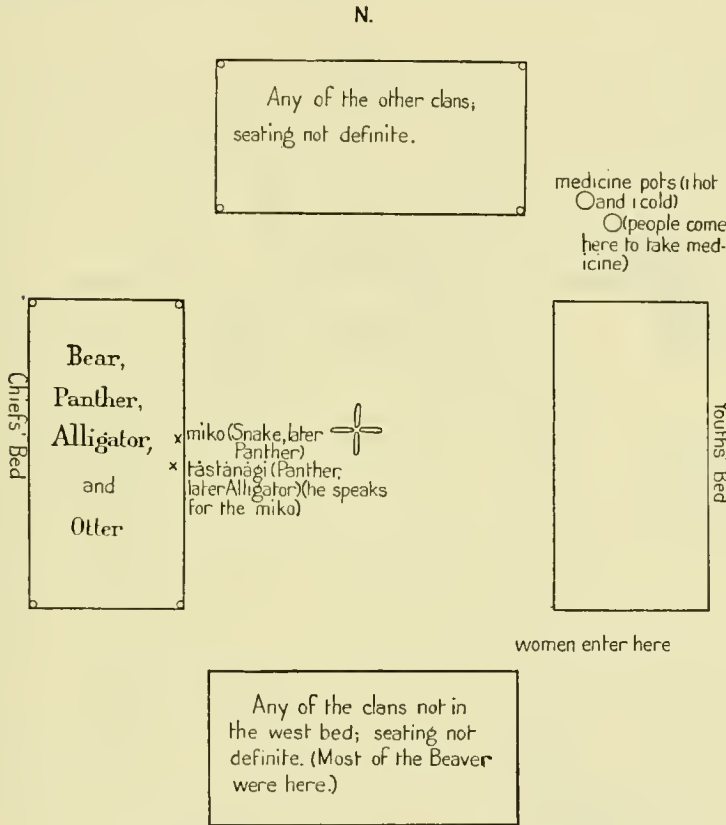 N.
Any of the other clans;
seating not definite.
medicine pots (1 hot
and 1 cold)
(people come
here to take med-
icine)
Chiefs' Bed
Bear,
Panther,
Alligator,
and
Otter
x miko (Snake, later
Panther)
x tȧstȧnȧgi (Panther,
later Alligator) (he speaks
for the miko)
Youths' Bed
women enter here
Any of the clans not in
the west bed; seating not
definite. (Most of the Beaver
were here.)